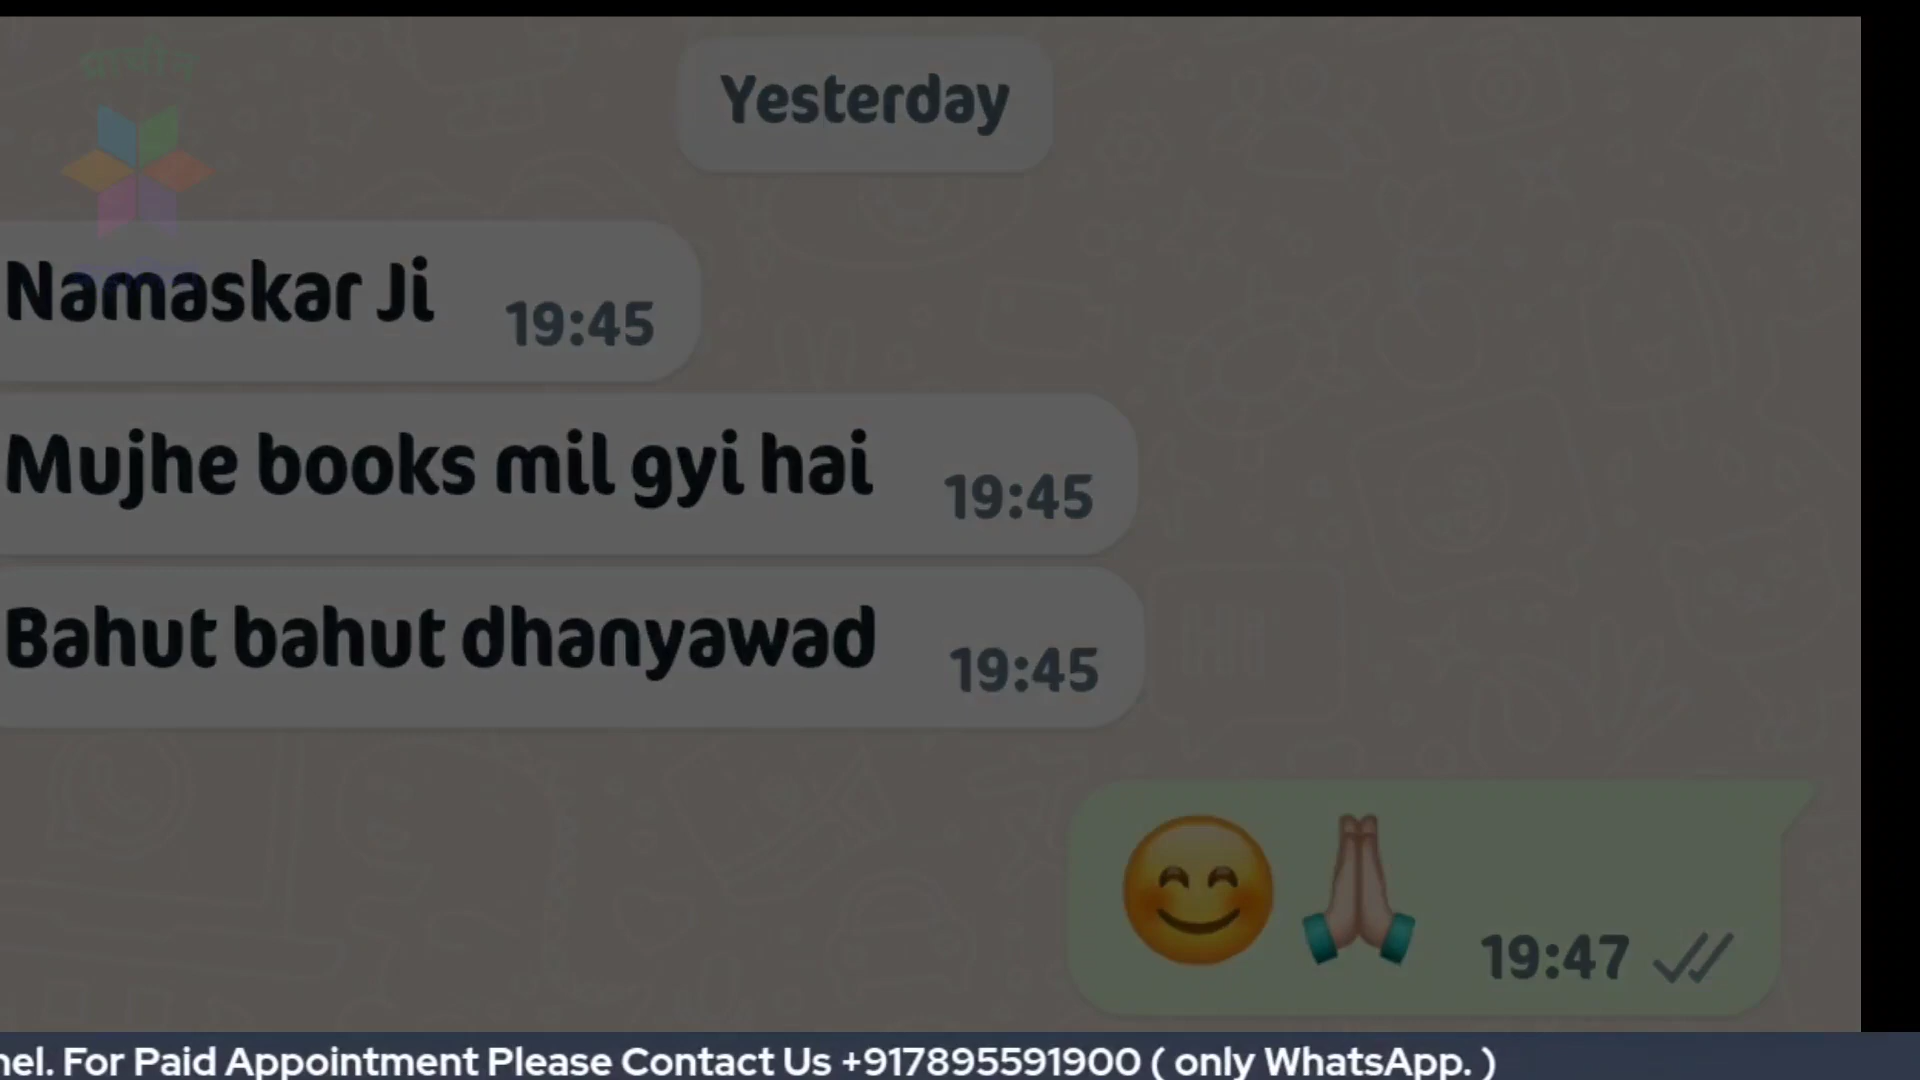 प्राचीन
Yesterday
Namaskar Ji 19:45
Mujhe books mil gyi hai 19:45
Bahut bahut dhanyawad 19:45
😊 🙏 19:47
nel. For Paid Appointment Please Contact Us +917895591900 ( only WhatsApp. )